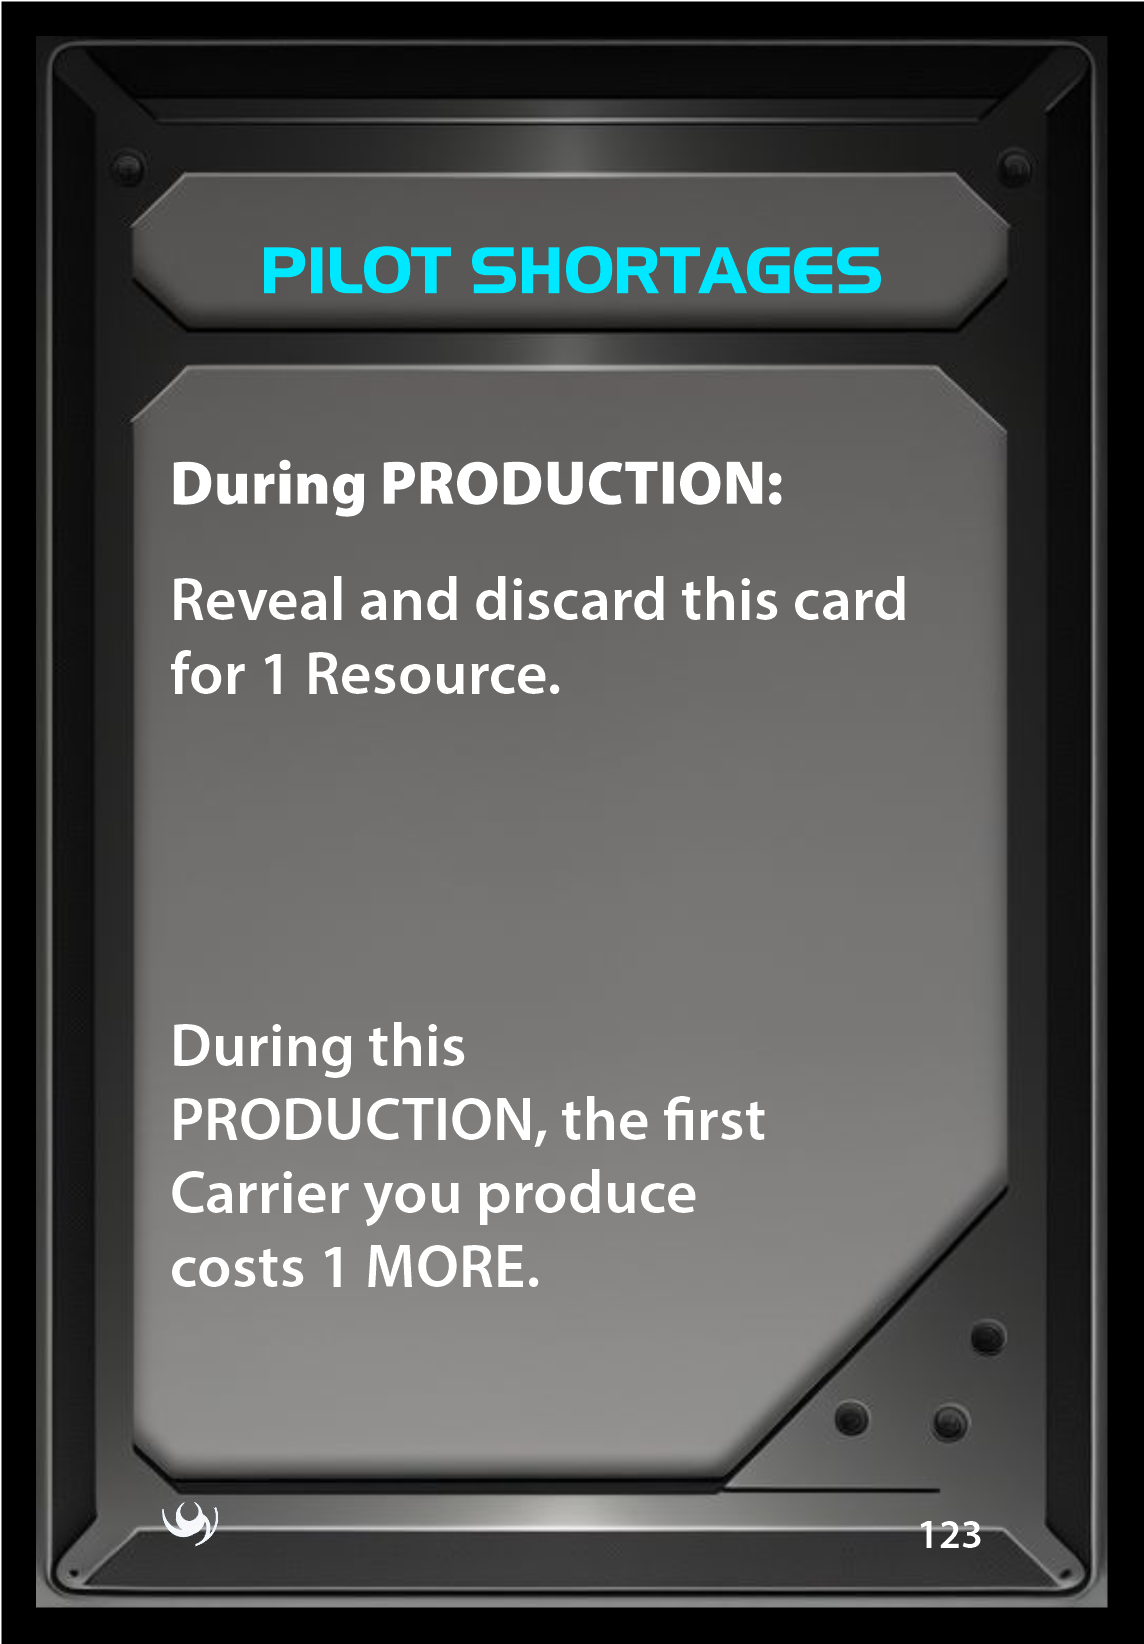 PILOT SHORTAGES
During PRODUCTION:
Reveal and discard this card
for 1 Resource.
During this
PRODUCTION, the first
Carrier you produce
costs 1 MORE.
123